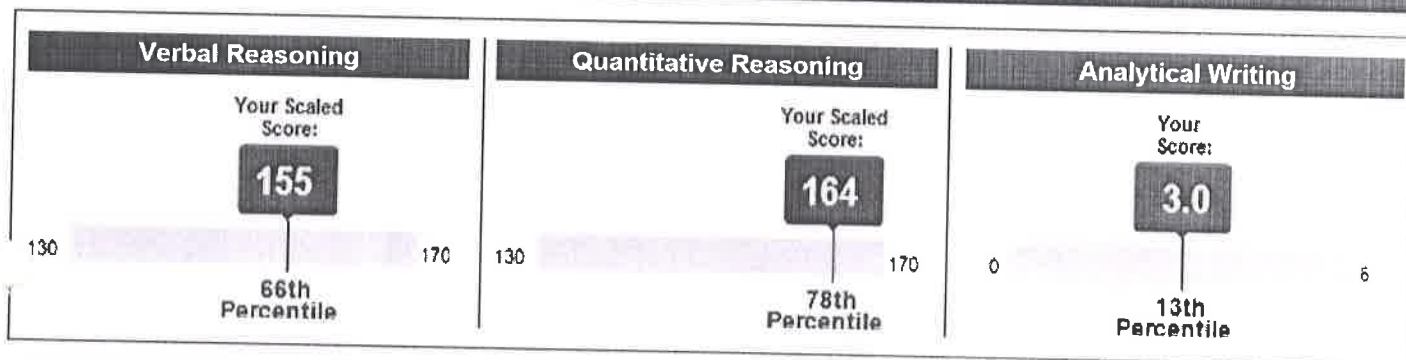 Verbal Reasoning
Your Scaled
Score:
155
130
170
66th
Percentile
Quantitative Reasoning
Your Scaled
Score:
164
130
170
78th
Percentile
Analytical Writing
Your
Score:
3.0
0
6
13th
Percentile